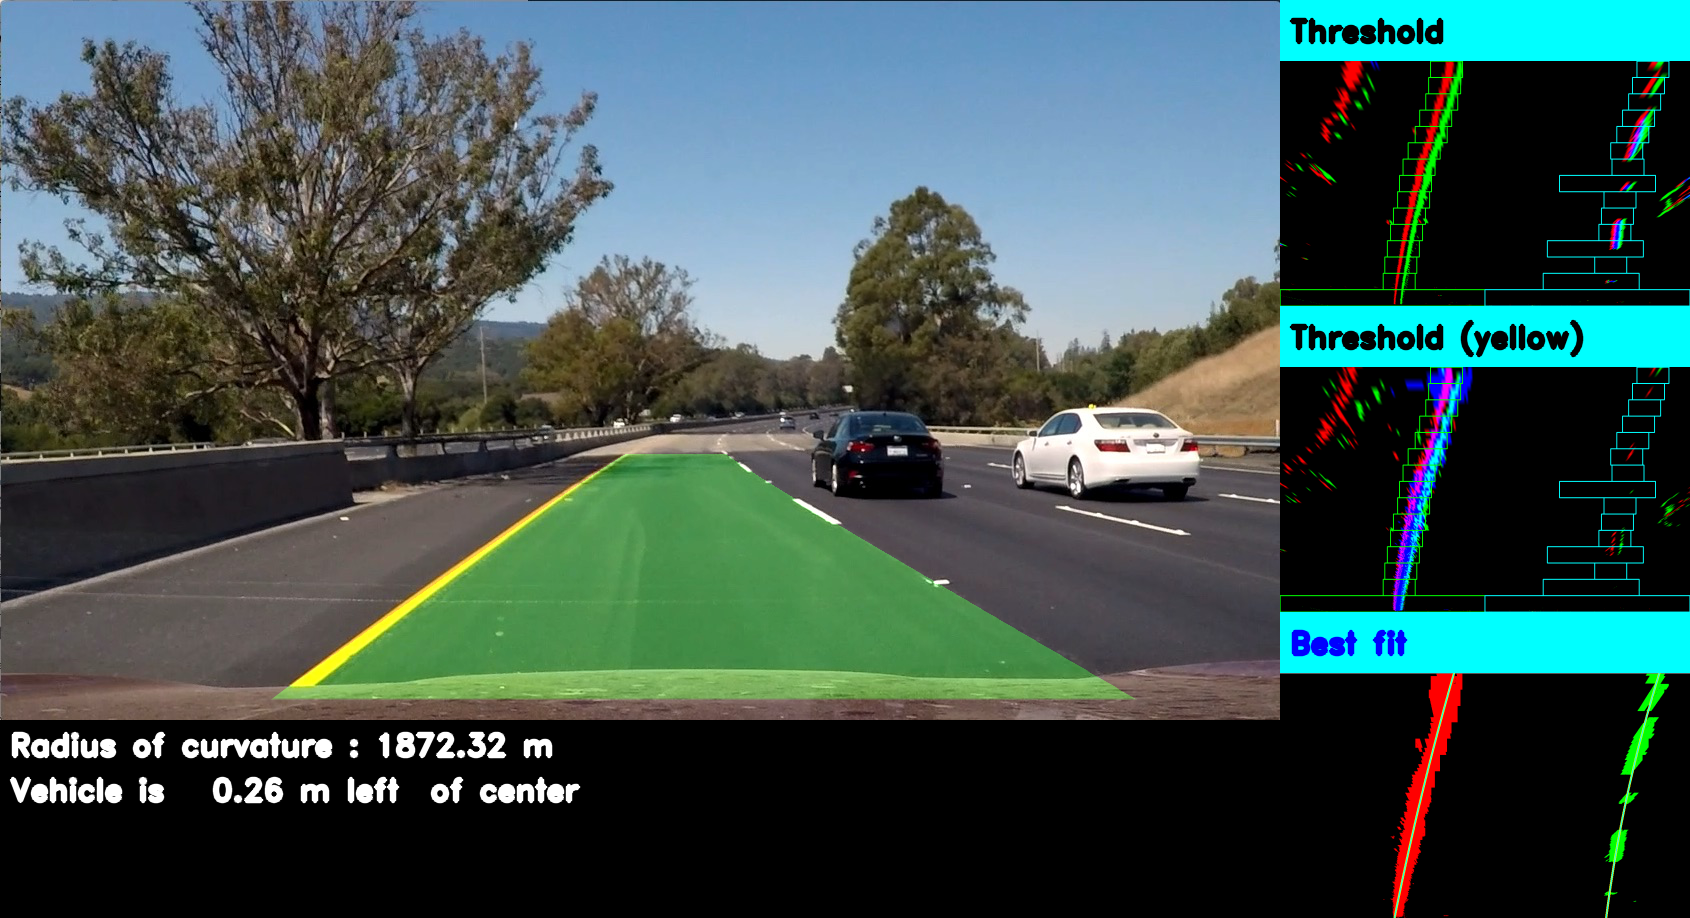 Threshold
Threshold (yellow)
Best fit
Radius of curvature : 1872.32 m
Vehicle is 0.26 m left of center